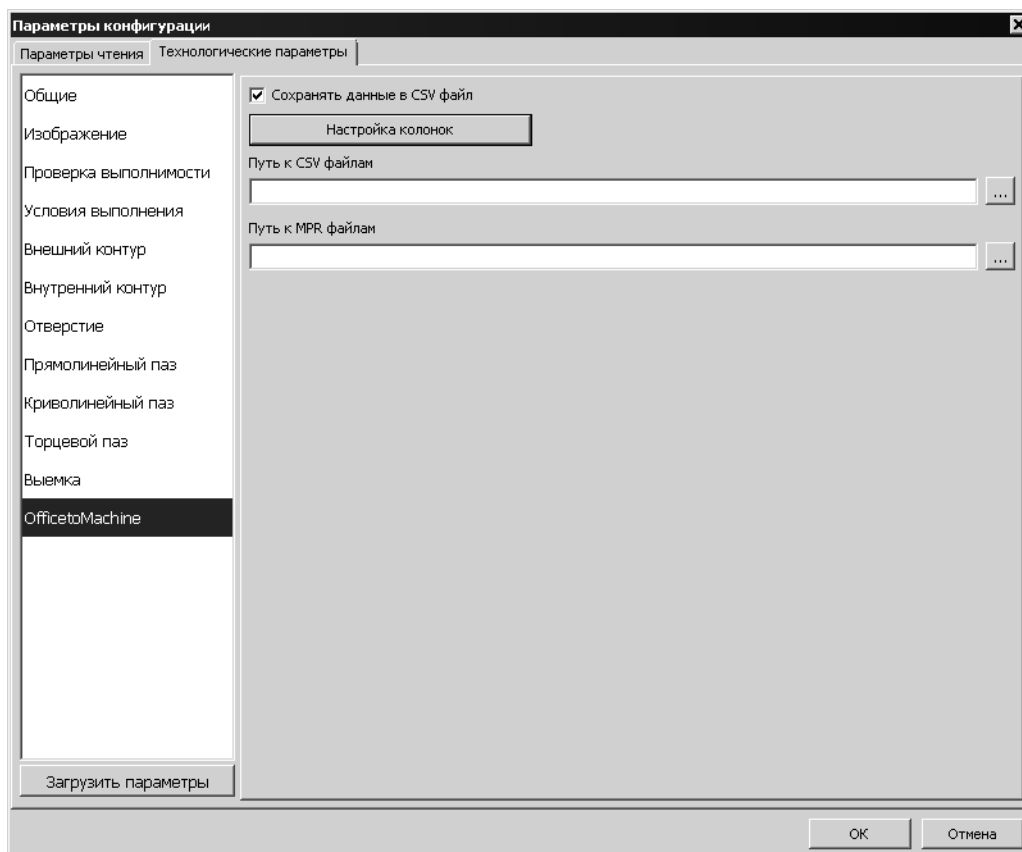 Параметры конфигурации
Параметры чтения Технологические параметры
Общие
Изображение
Проверка выполнимости
Условия выполнения
Внешний контур
Внутренний контур
Отверстие
Прямолинейный паз
Криволинейный паз
Торцевой паз
Выемка
OfficetoMachine
Загрузить параметры
Сохранять данные в CSV файл
Настройка колонок
Путь к CSV файлам
...
Путь к MPR файлам
...
OK Отмена